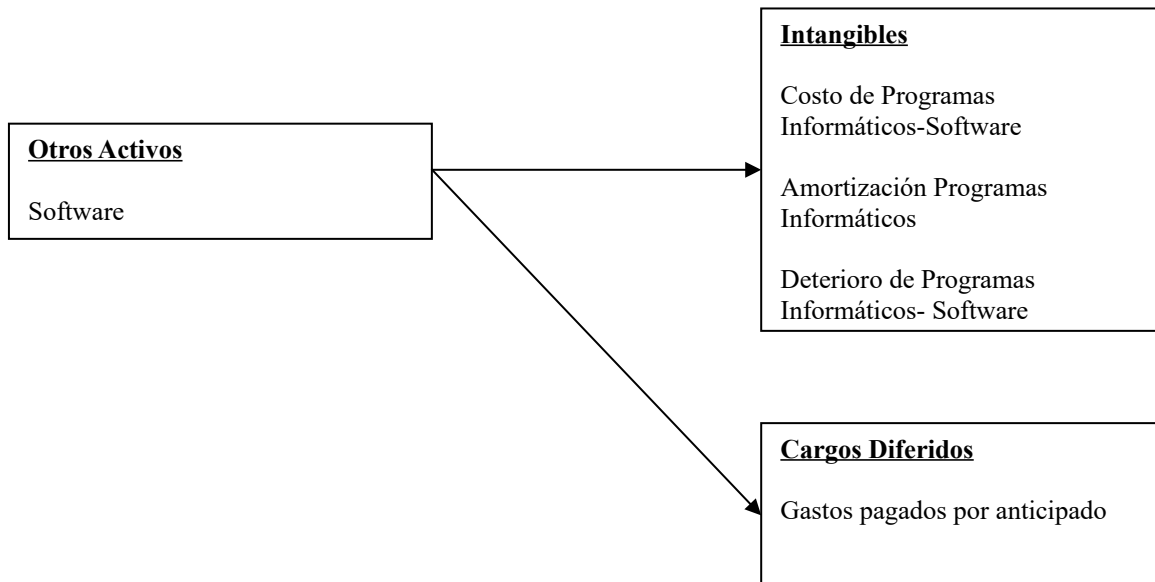 Otros Activos
Software
Intangibles
Costo de Programas
Informáticos-Software
Amortización Programas
Informáticos
Deterioro de Programas
Informáticos- Software
Cargos Diferidos
Gastos pagados por anticipado